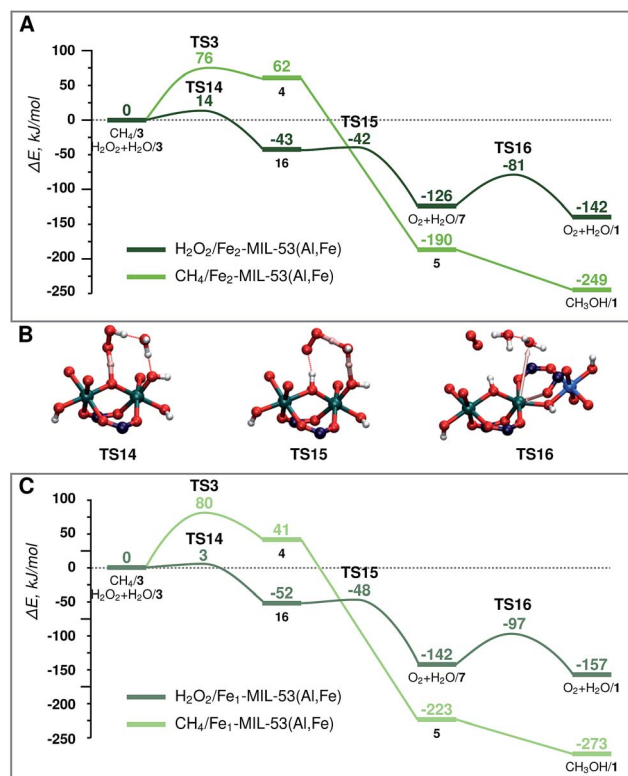 A
100
50
0
-50
-100
-150
-200
-250
ΔE, kJ/mol
TS3
76
62
4
TS14
14
0
CH₄/3
H₂O₂+H₂O/3
-43
16
TS15
-42
TS16
-81
-126
O₂+H₂O/7
-142
O₂+H₂O/1
-190
5
-249
CH₃OH/1
H₂O₂/Fe₂-MIL-53(Al,Fe)
CH₄/Fe₂-MIL-53(Al,Fe)
B
TS14
TS15
TS16
C
100
50
0
-50
-100
-150
-200
-250
ΔE, kJ/mol
TS3
80
41
4
TS14
3
0
CH₄/3
H₂O₂+H₂O/3
-52
16
TS15
-48
TS16
-97
-142
O₂+H₂O/7
-157
O₂+H₂O/1
-223
5
-273
CH₃OH/1
H₂O₂/Fe₁-MIL-53(Al,Fe)
CH₄/Fe₁-MIL-53(Al,Fe)